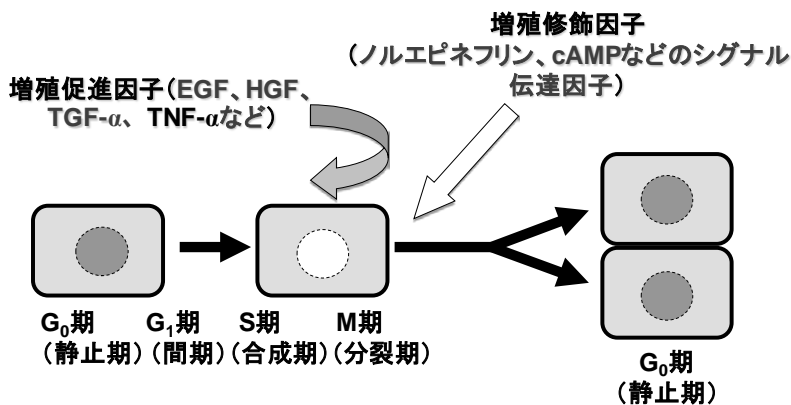 増殖修飾因子
（ノルエピネフリン、cAMPなどのシグナル
伝達因子）
増殖促進因子（EGF、HGF、
TGF-α、 TNF-αなど）
G₀期 G₁期 S期 M期
（静止期）（間期）（合成期）（分裂期）
G₀期
（静止期）